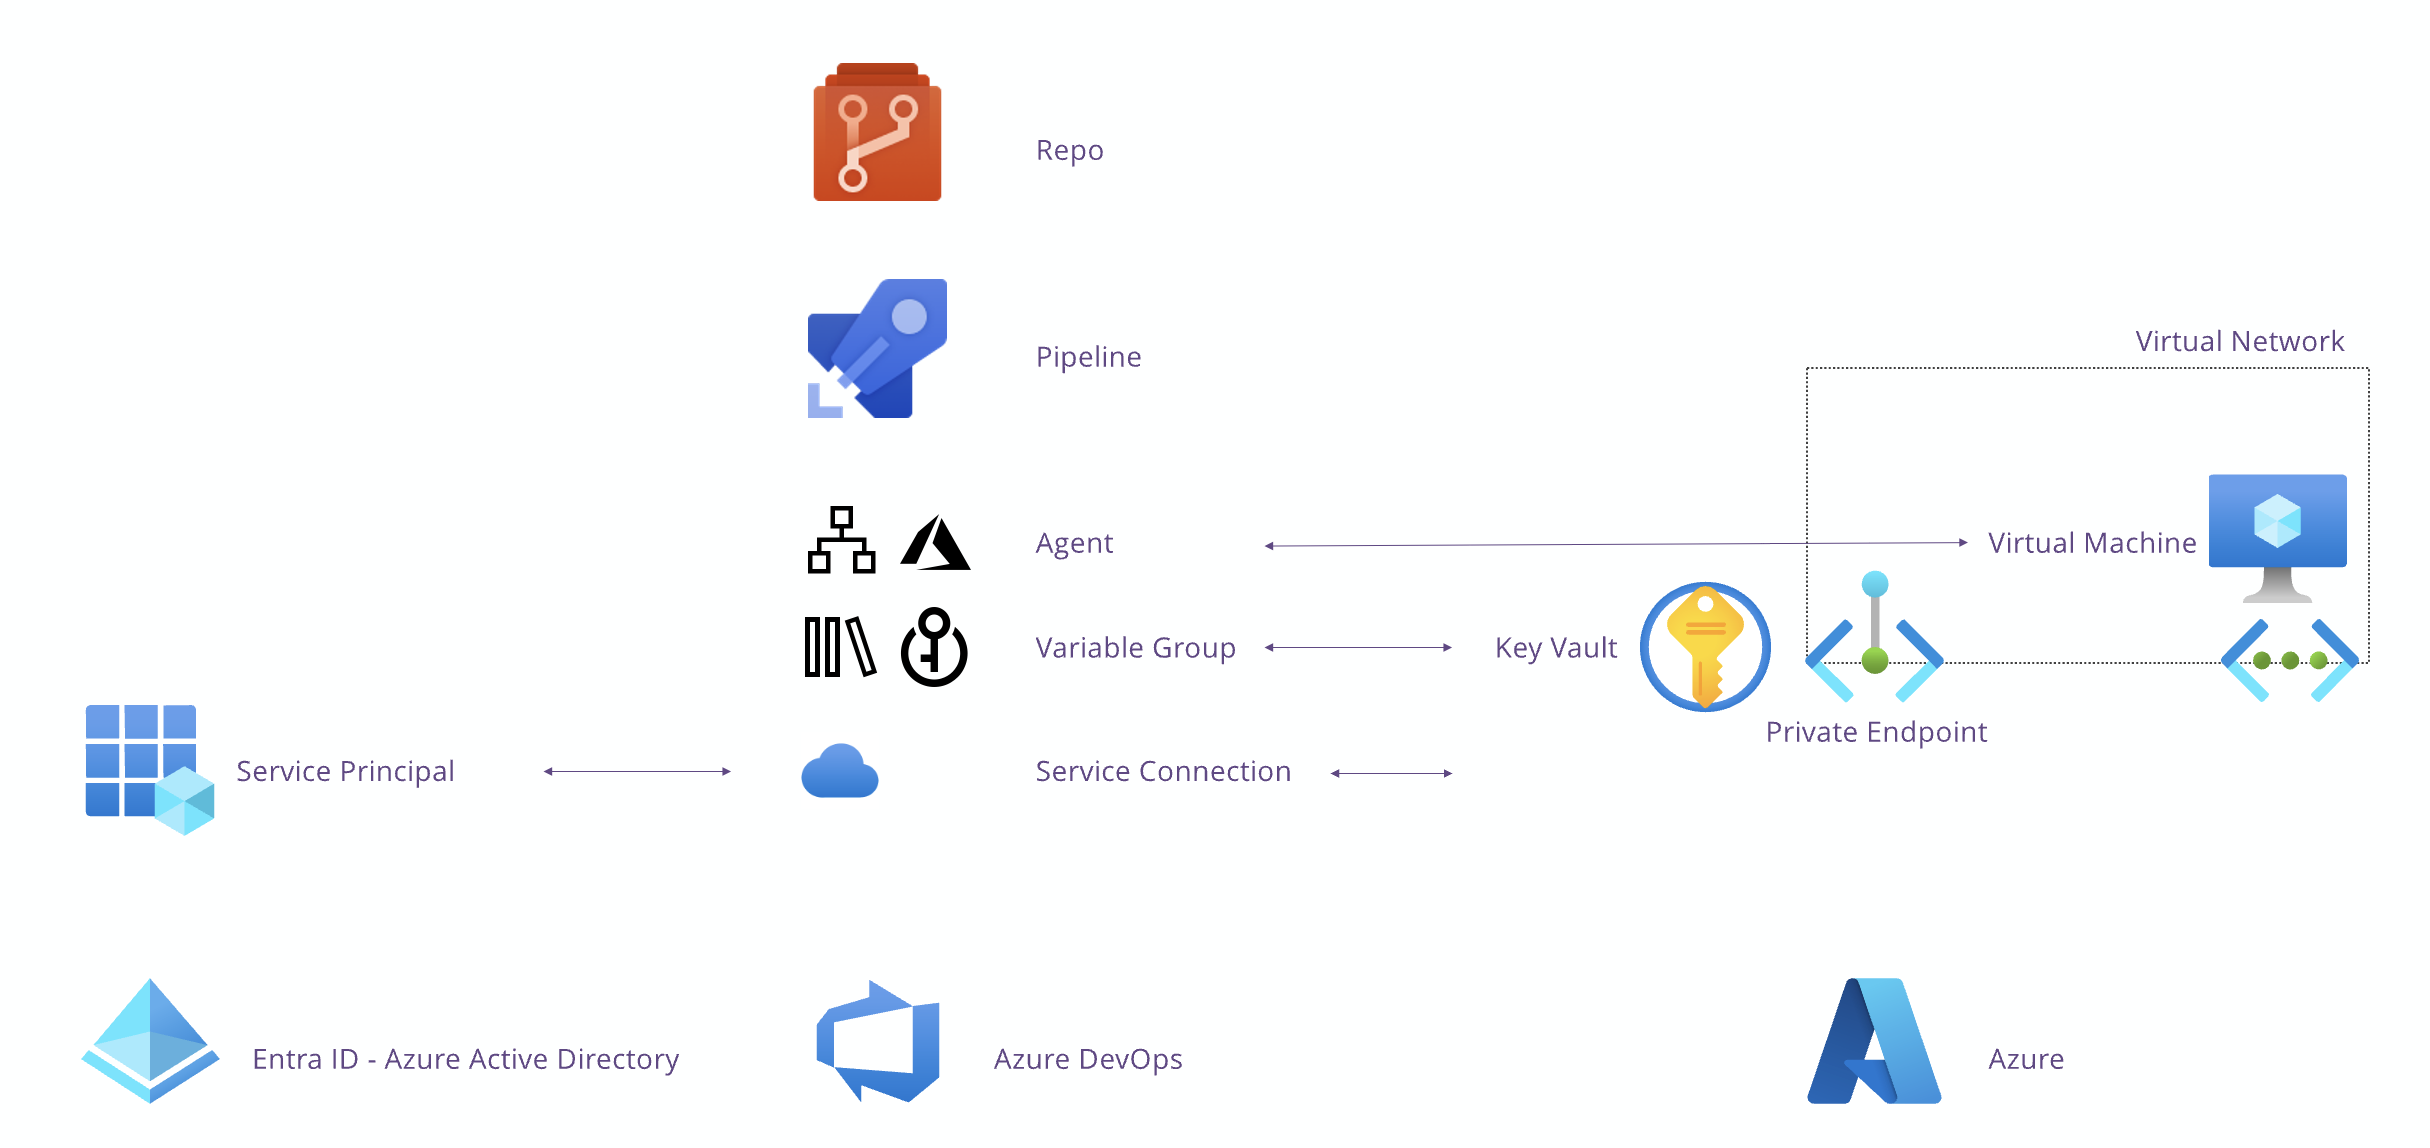 Repo
Pipeline
Virtual Network
Agent
Virtual Machine
Variable Group
Key Vault
Private Endpoint
Service Principal
Service Connection
Entra ID - Azure Active Directory
Azure DevOps
Azure